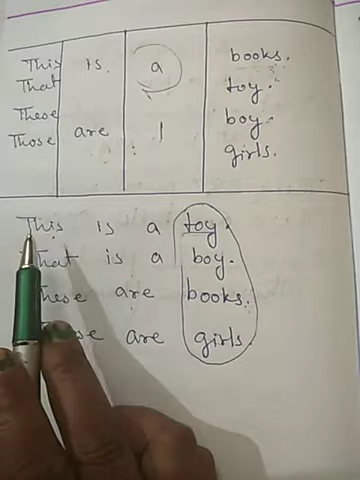 This is a books.
That toy.
These boy.
Those are girls.
This is a toy.
That is a boy.
These are books.
are girls